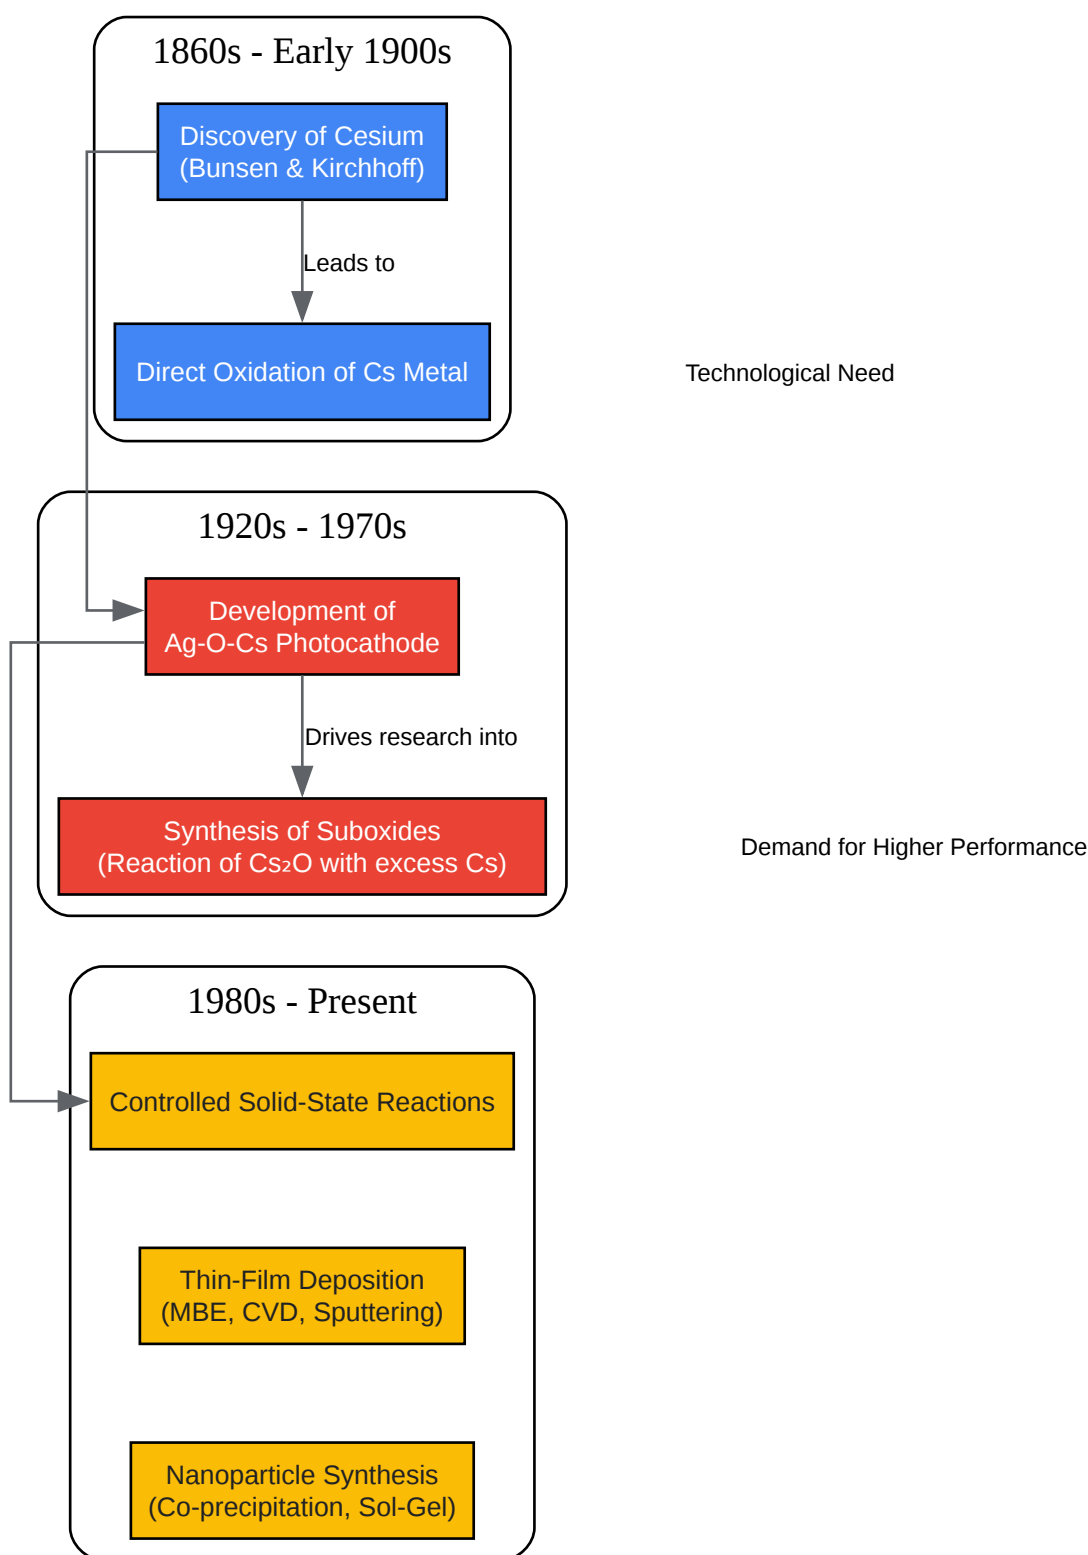 1860s - Early 1900s
Discovery of Cesium
(Bunsen & Kirchhoff)
Leads to
Direct Oxidation of Cs Metal
Technological Need
1920s - 1970s
Development of
Ag-O-Cs Photocathode
Drives research into
Synthesis of Suboxides
(Reaction of Cs₂O with excess Cs)
Demand for Higher Performance
1980s - Present
Controlled Solid-State Reactions
Thin-Film Deposition
(MBE, CVD, Sputtering)
Nanoparticle Synthesis
(Co-precipitation, Sol-Gel)